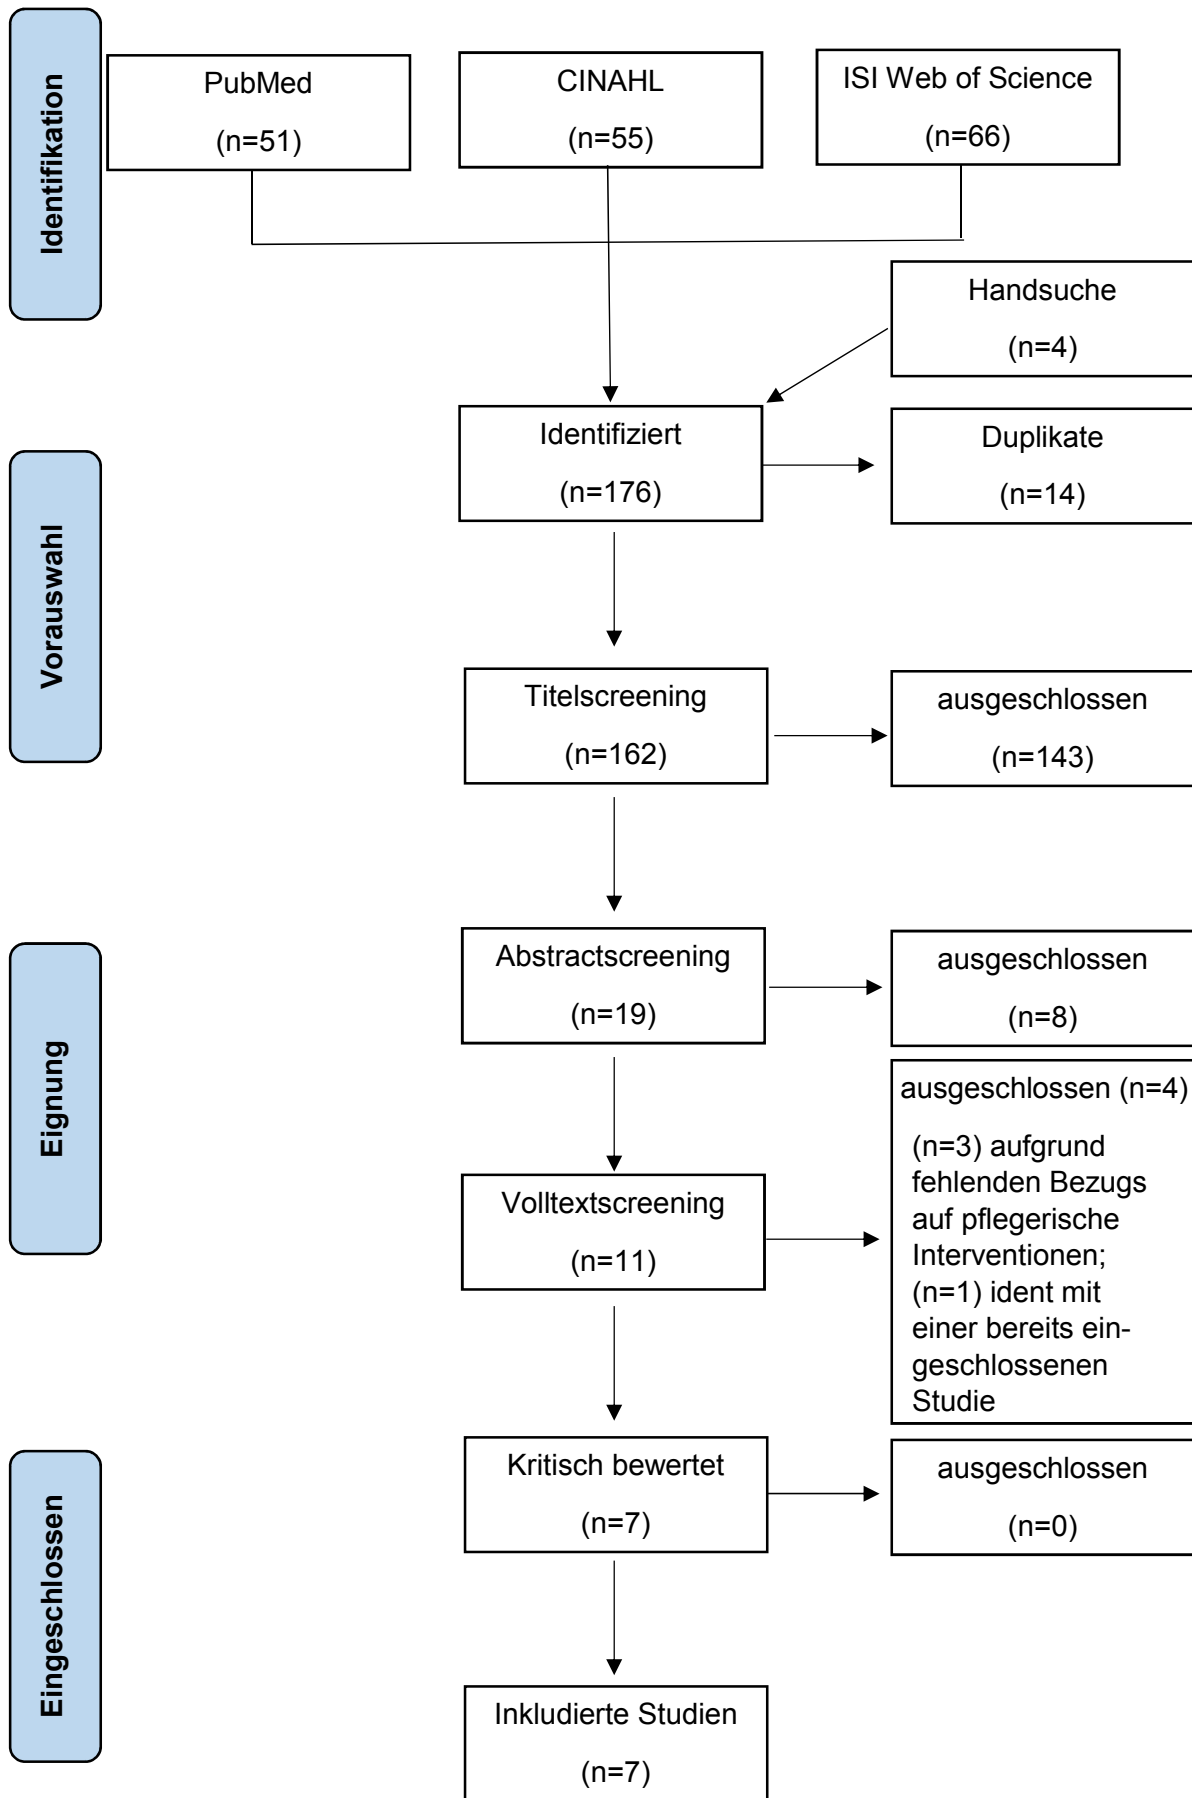 Identifikation
PubMed
(n=51)
CINAHL
(n=55)
ISI Web of Science
(n=66)
Handsuche
(n=4)
Identifiziert
(n=176)
Duplikate
(n=14)
Vorauswahl
Titelscreening
(n=162)
ausgeschlossen
(n=143)
Eignung
Abstractscreening
(n=19)
ausgeschlossen
(n=8)
Volltextscreening
(n=11)
ausgeschlossen (n=4)
(n=3) aufgrund
fehlenden Bezugs
auf pflegerische
Interventionen;
(n=1) ident mit
einer bereits ein-
geschlossenen
Studie
Eingeschlossen
Kritisch bewertet
(n=7)
ausgeschlossen
(n=0)
Inkludierte Studien
(n=7)